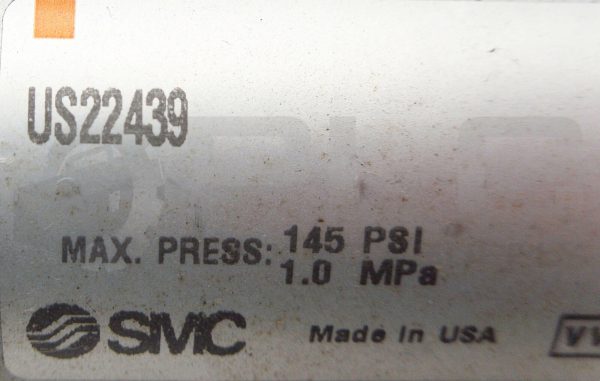 US22439
MAX. PRESS: 145 PSI
1.0 MPa
SMC Made in USA